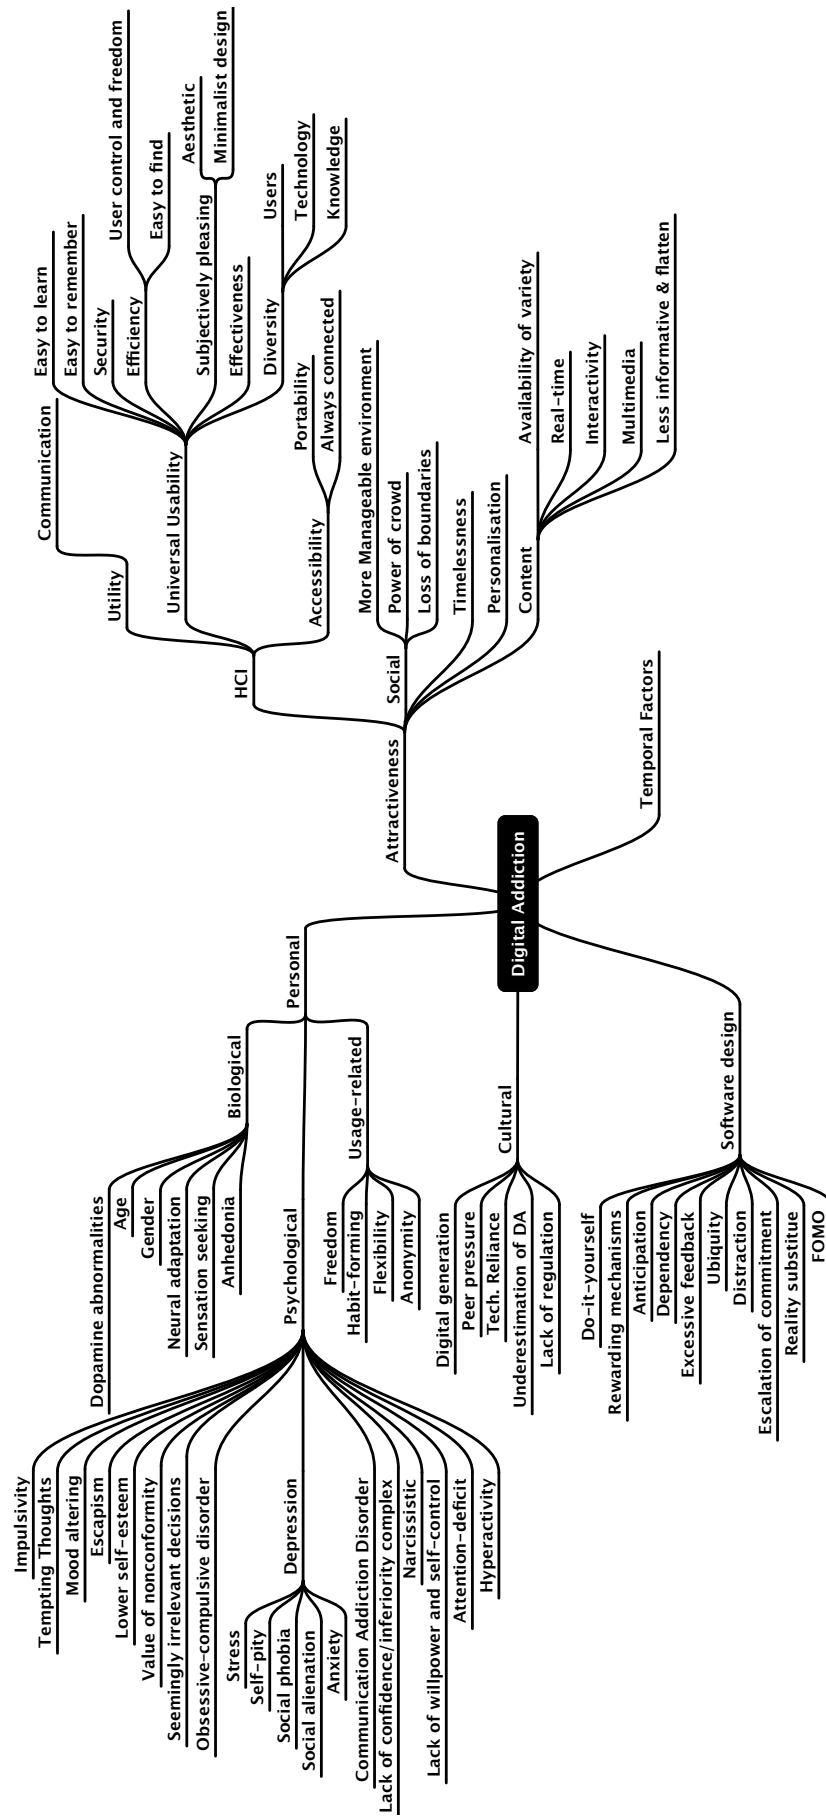 Impulsivity
Tempting Thoughts
Mood altering
Escapism
Lower self-esteem
Value of nonconformity
Seemingly irrelevant decisions
Obsessive-compulsive disorder
Depression
Stress
Self-pity
Social phobia
Social alienation
Anxiety
Communication Addiction Disorder
Lack of confidence/inferiority complex
Narcissistic
Lack of willpower and self-control
Attention-deficit
Hyperactivity
Psychological
Dopamine abnormalities
Age
Gender
Neural adaptation
Sensation seeking
Anhedonia
Biological
Freedom
Habit-forming
Flexibility
Anonymity
Usage-related
Personal
Digital generation
Peer pressure
Tech. Reliance
Underestimation of DA
Lack of regulation
Cultural
Do-it-yourself
Rewarding mechanisms
Anticipation
Dependency
Excessive feedback
Ubiquity
Distraction
Escalation of commitment
Reality substitue
FOMO
Software design
Digital Addiction
Attractiveness
HCI
Utility
Communication
Universal Usability
Easy to learn
Easy to remember
Security
Efficiency
User control and freedom
Easy to find
Subjectively pleasing
Aesthetic
Minimalist design
Effectiveness
Diversity
Users
Technology
Knowledge
Accessibility
Portability
Always connected
Social
More Manageable environment
Power of crowd
Loss of boundaries
Timelessness
Personalisation
Content
Availability of variety
Real-time
Interactivity
Multimedia
Less informative & flatten
Temporal Factors